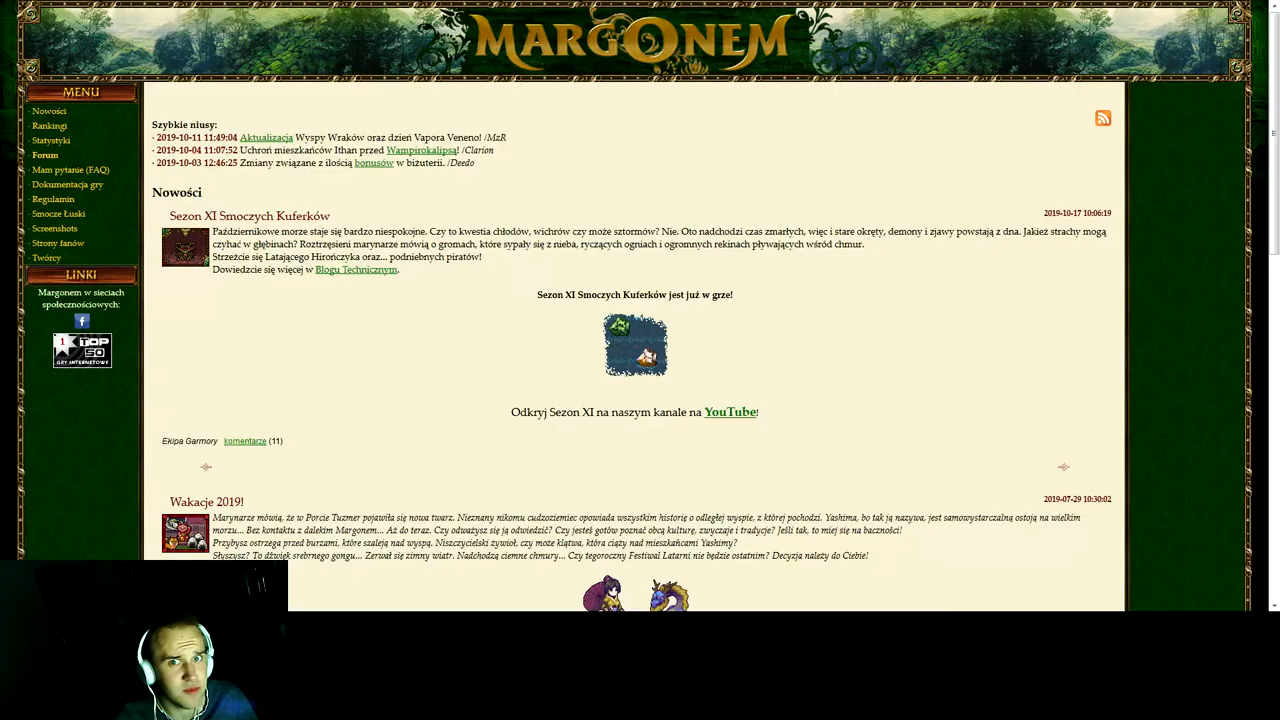 MARGONEM
MENU
· Nowości
· Rankingi
· Statystyki
· Forum
· Mam pytanie (FAQ)
· Dokumentacja gry
· Regulamin
· Smocze Łuski
· Screenshots
· Strony fanów
· Twórcy
LINKI
Margonem w sieciach
społecznościowych:
f
1 TOP
50
GRY INTERNETOWE
Szybkie niusy:
· 2019-10-11 11:49:04 Aktualizacja Wyspy Wraków oraz dzień Vapora Veneno! /MzR
· 2019-10-04 11:07:52 Uchroń mieszkańców Ithan przed Wampirokalipsą! /Clarion
· 2019-10-03 12:46:25 Zmiany związane z ilością bonusów w biżuterii. /Deedo
Nowości
Sezon XI Smoczych Kuferków 2019-10-17 10:06:19
Październikowe morze staje się bardzo niespokojne. Czy to kwestia chłodów, wichrów czy może sztormów? Nie. Oto nadchodzi czas zmarłych, więc i stare okręty, demony i zjawy powstają z dna. Jakież strachy mogą
czyhać w głębinach? Roztrzęsieni marynarze mówią o gromach, które sypały się z nieba, ryczących ogniach i ogromnych rekinach pływających wśród chmur.
Strzeżcie się Latającego Hirończyka oraz... podniebnych piratów!
Dowiedzcie się więcej w Blogu Technicznym.
Sezon XI Smoczych Kuferków jest już w grze!
Odkryj Sezon XI na naszym kanale na YouTube!
Ekipa Garmory komentarze (11)
Wakacje 2019! 2019-07-29 10:30:02
Marynarze mówią, że w Porcie Tuzmer pojawiła się nowa twarz. Nieznany nikomu cudzoziemiec opowiada wszystkim historię o odległej wyspie, z której pochodzi. Yashima, bo tak ją nazywa, jest samowystarczalną ostoją na wielkim
morzu... Bez kontaktu z dalekim Margonem... Aż do teraz. Czy odważysz się ją odwiedzić? Czy jesteś gotów poznać obcą kulturę, zwyczaje i tradycje? Jeśli tak, to miej się na baczności!
Przybysz ostrzega przed burzami, które szaleją nad wyspą. Niszczycielski żywioł, czy może klątwa, która ciąży nad mieszkańcami Yashimy?
Słyszysz? To dźwięk srebrnego gongu... Zerwał się zimny wiatr. Nadchodzą ciemne chmury... Czy tegoroczny Festiwal Latarni nie będzie ostatnim? Decyzja należy do Ciebie!